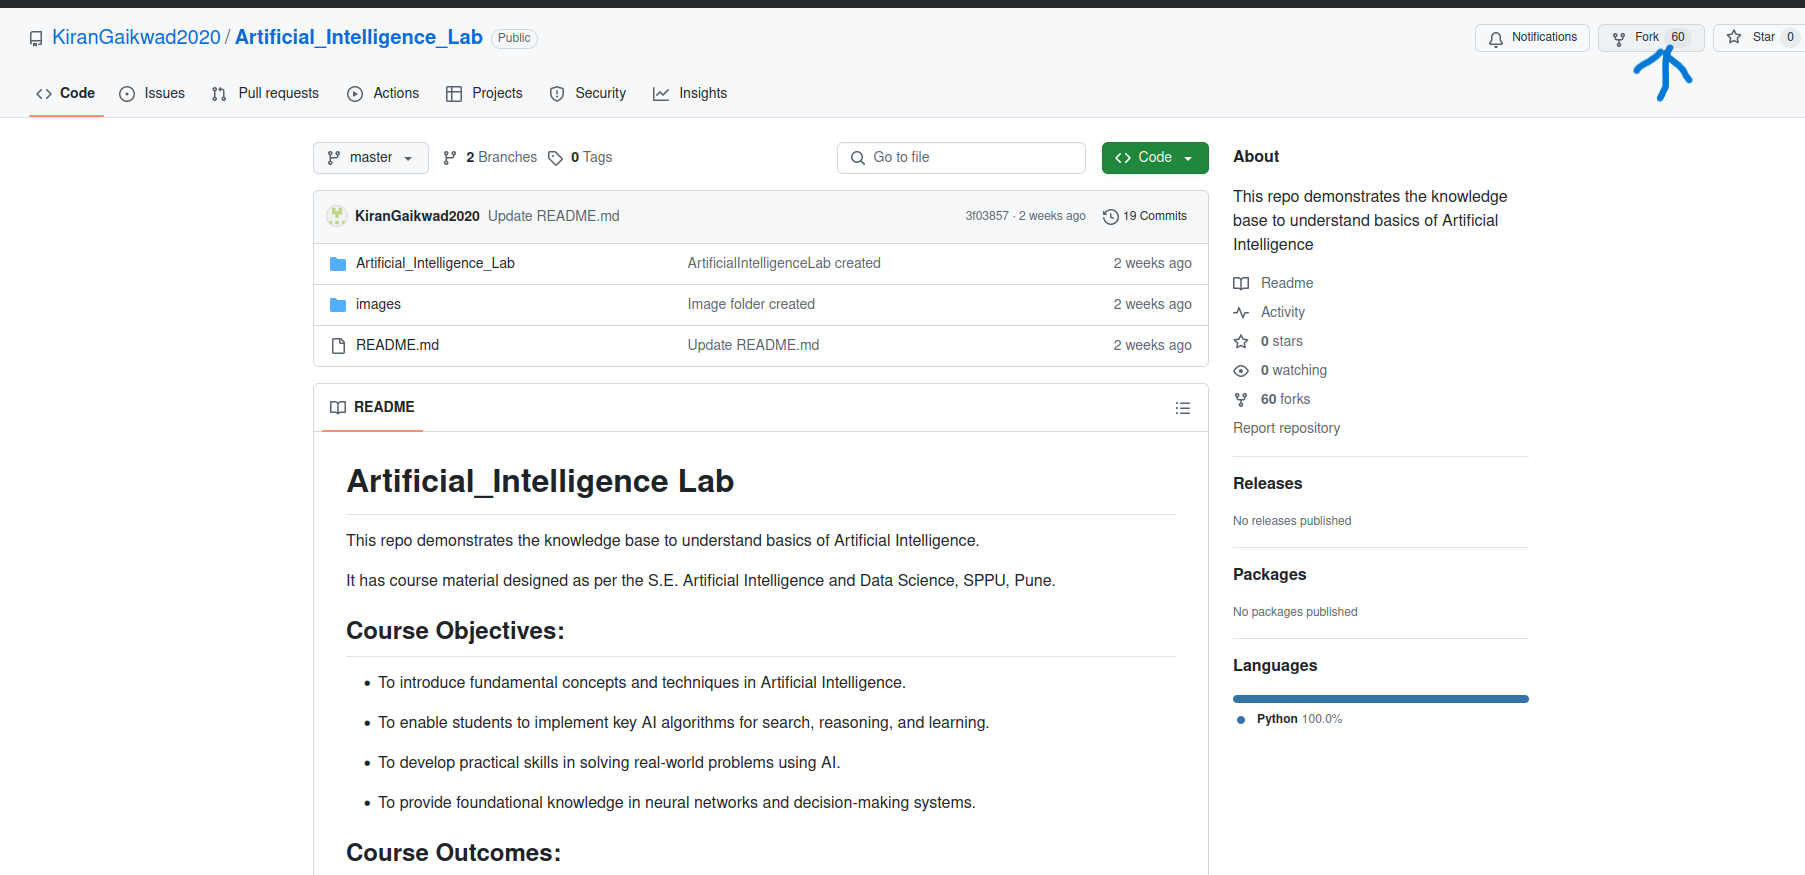 KiranGaikwad2020 / Artificial_Intelligence_Lab Public
Notifications Fork 60 Star 0
Code Issues Pull requests Actions Projects Security Insights
master 2 Branches 0 Tags Go to file Code
KiranGaikwad2020 Update README.md 3f03857 · 2 weeks ago 19 Commits
Artificial_Intelligence_Lab ArtificialIntelligenceLab created 2 weeks ago
images Image folder created 2 weeks ago
README.md Update README.md 2 weeks ago
README
Artificial_Intelligence Lab
This repo demonstrates the knowledge base to understand basics of Artificial Intelligence.
It has course material designed as per the S.E. Artificial Intelligence and Data Science, SPPU, Pune.
Course Objectives:
• To introduce fundamental concepts and techniques in Artificial Intelligence.
• To enable students to implement key AI algorithms for search, reasoning, and learning.
• To develop practical skills in solving real-world problems using AI.
• To provide foundational knowledge in neural networks and decision-making systems.
Course Outcomes:
About
This repo demonstrates the knowledge
base to understand basics of Artificial
Intelligence
Readme
Activity
0 stars
0 watching
60 forks
Report repository
Releases
No releases published
Packages
No packages published
Languages
Python 100.0%